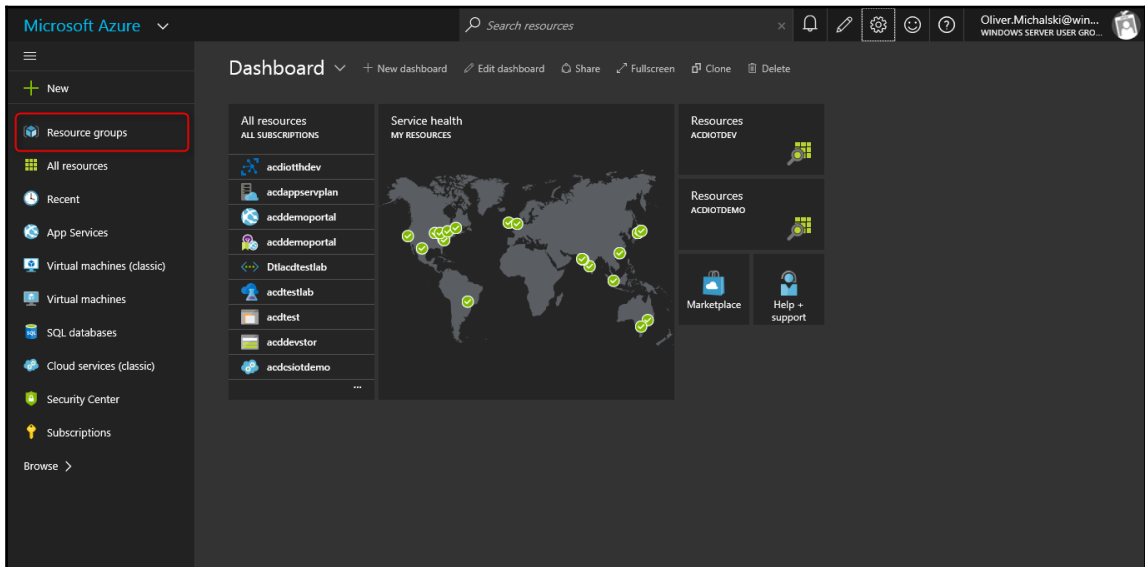 Microsoft Azure
Search resources
Oliver.Michalski@win...
WINDOWS SERVER USER GRO...
New
Resource groups
All resources
Recent
App Services
Virtual machines (classic)
Virtual machines
SQL databases
Cloud services (classic)
Security Center
Subscriptions
Browse
Dashboard
New dashboard
Edit dashboard
Share
Fullscreen
Clone
Delete
All resources
ALL SUBSCRIPTIONS
acdiotthdev
acdappservplan
acddemoportal
acddemoportal
Dtlacdtestlab
acdtestlab
acdtest
acddevstor
acdcsiotdemo
...
Service health
MY RESOURCES
Resources
ACDIOTDEV
Resources
ACDIOTDEMO
Marketplace
Help +
support